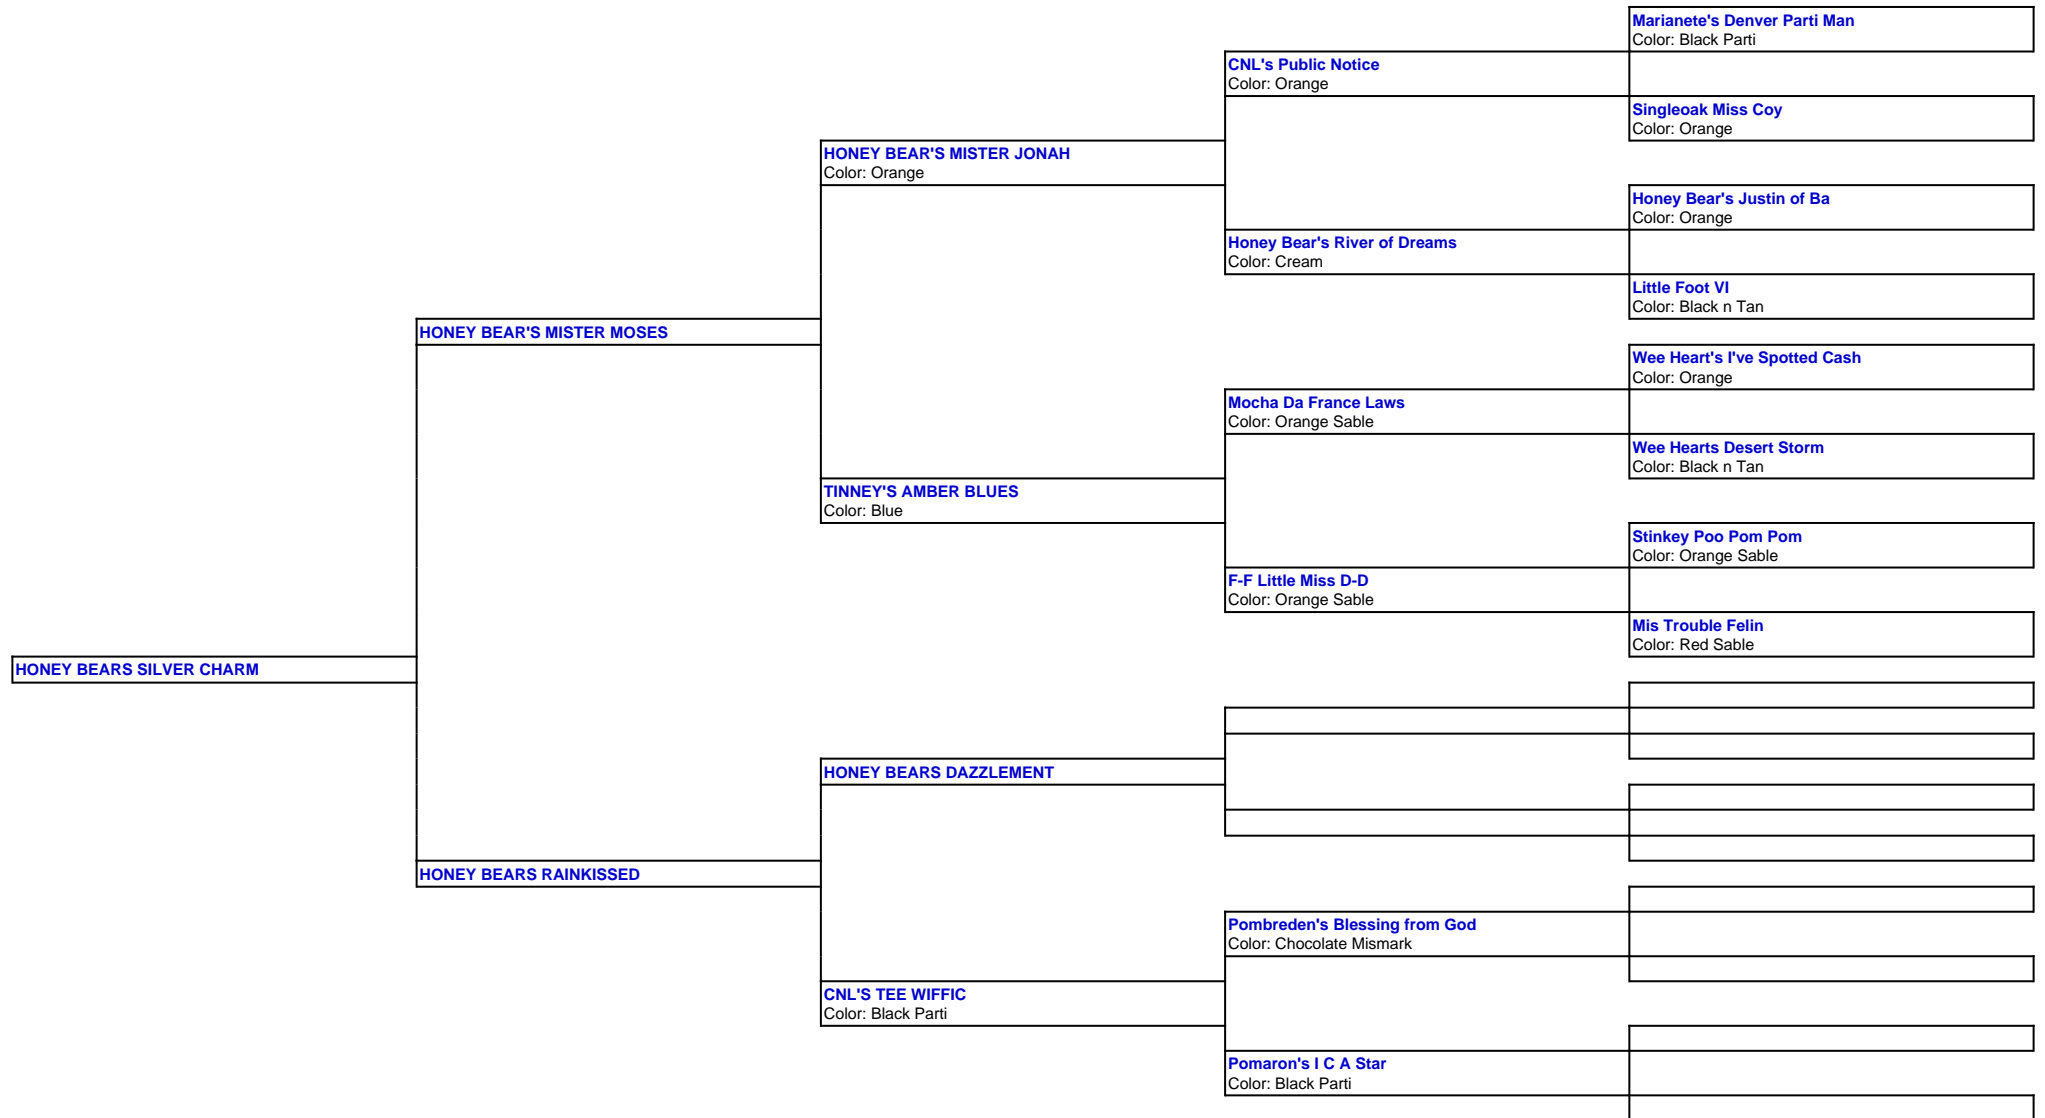 Marianete's Denver Parti Man
Color: Black Parti
CNL's Public Notice
Color: Orange
Singleoak Miss Coy
Color: Orange
HONEY BEAR'S MISTER JONAH
Color: Orange
Honey Bear's Justin of Ba
Color: Orange
Honey Bear's River of Dreams
Color: Cream
Little Foot VI
Color: Black n Tan
HONEY BEAR'S MISTER MOSES
Wee Heart's I've Spotted Cash
Color: Orange
Mocha Da France Laws
Color: Orange Sable
Wee Hearts Desert Storm
Color: Black n Tan
TINNEY'S AMBER BLUES
Color: Blue
Stinkey Poo Pom Pom
Color: Orange Sable
F-F Little Miss D-D
Color: Orange Sable
Mis Trouble Felin
Color: Red Sable
HONEY BEARS SILVER CHARM
HONEY BEARS DAZZLEMENT
HONEY BEARS RAINKISSED
Pombreden's Blessing from God
Color: Chocolate Mismark
CNL'S TEE WIFFIC
Color: Black Parti
Pomaron's I C A Star
Color: Black Parti